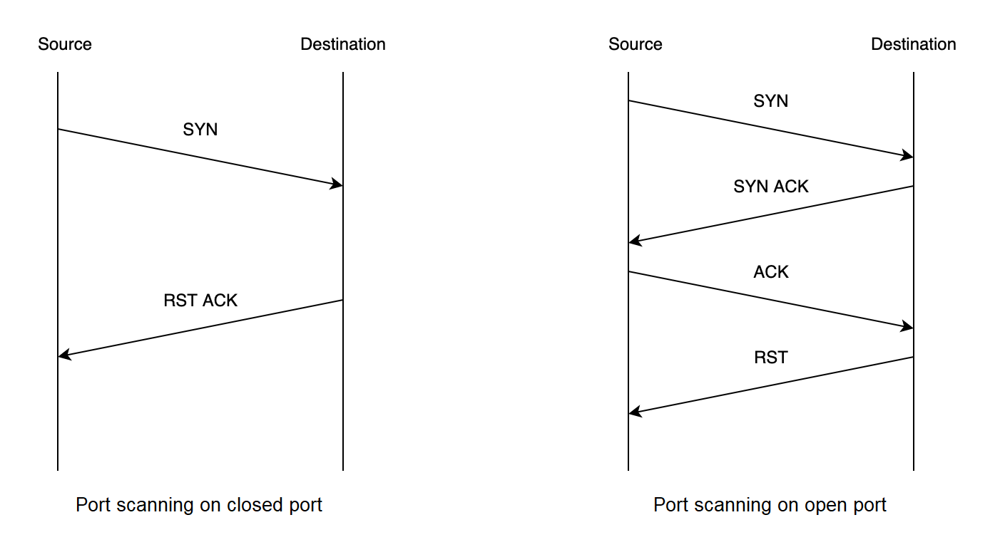 Source
Destination
SYN
RST ACK
Port scanning on closed port
Source
Destination
SYN
SYN ACK
ACK
RST
Port scanning on open port